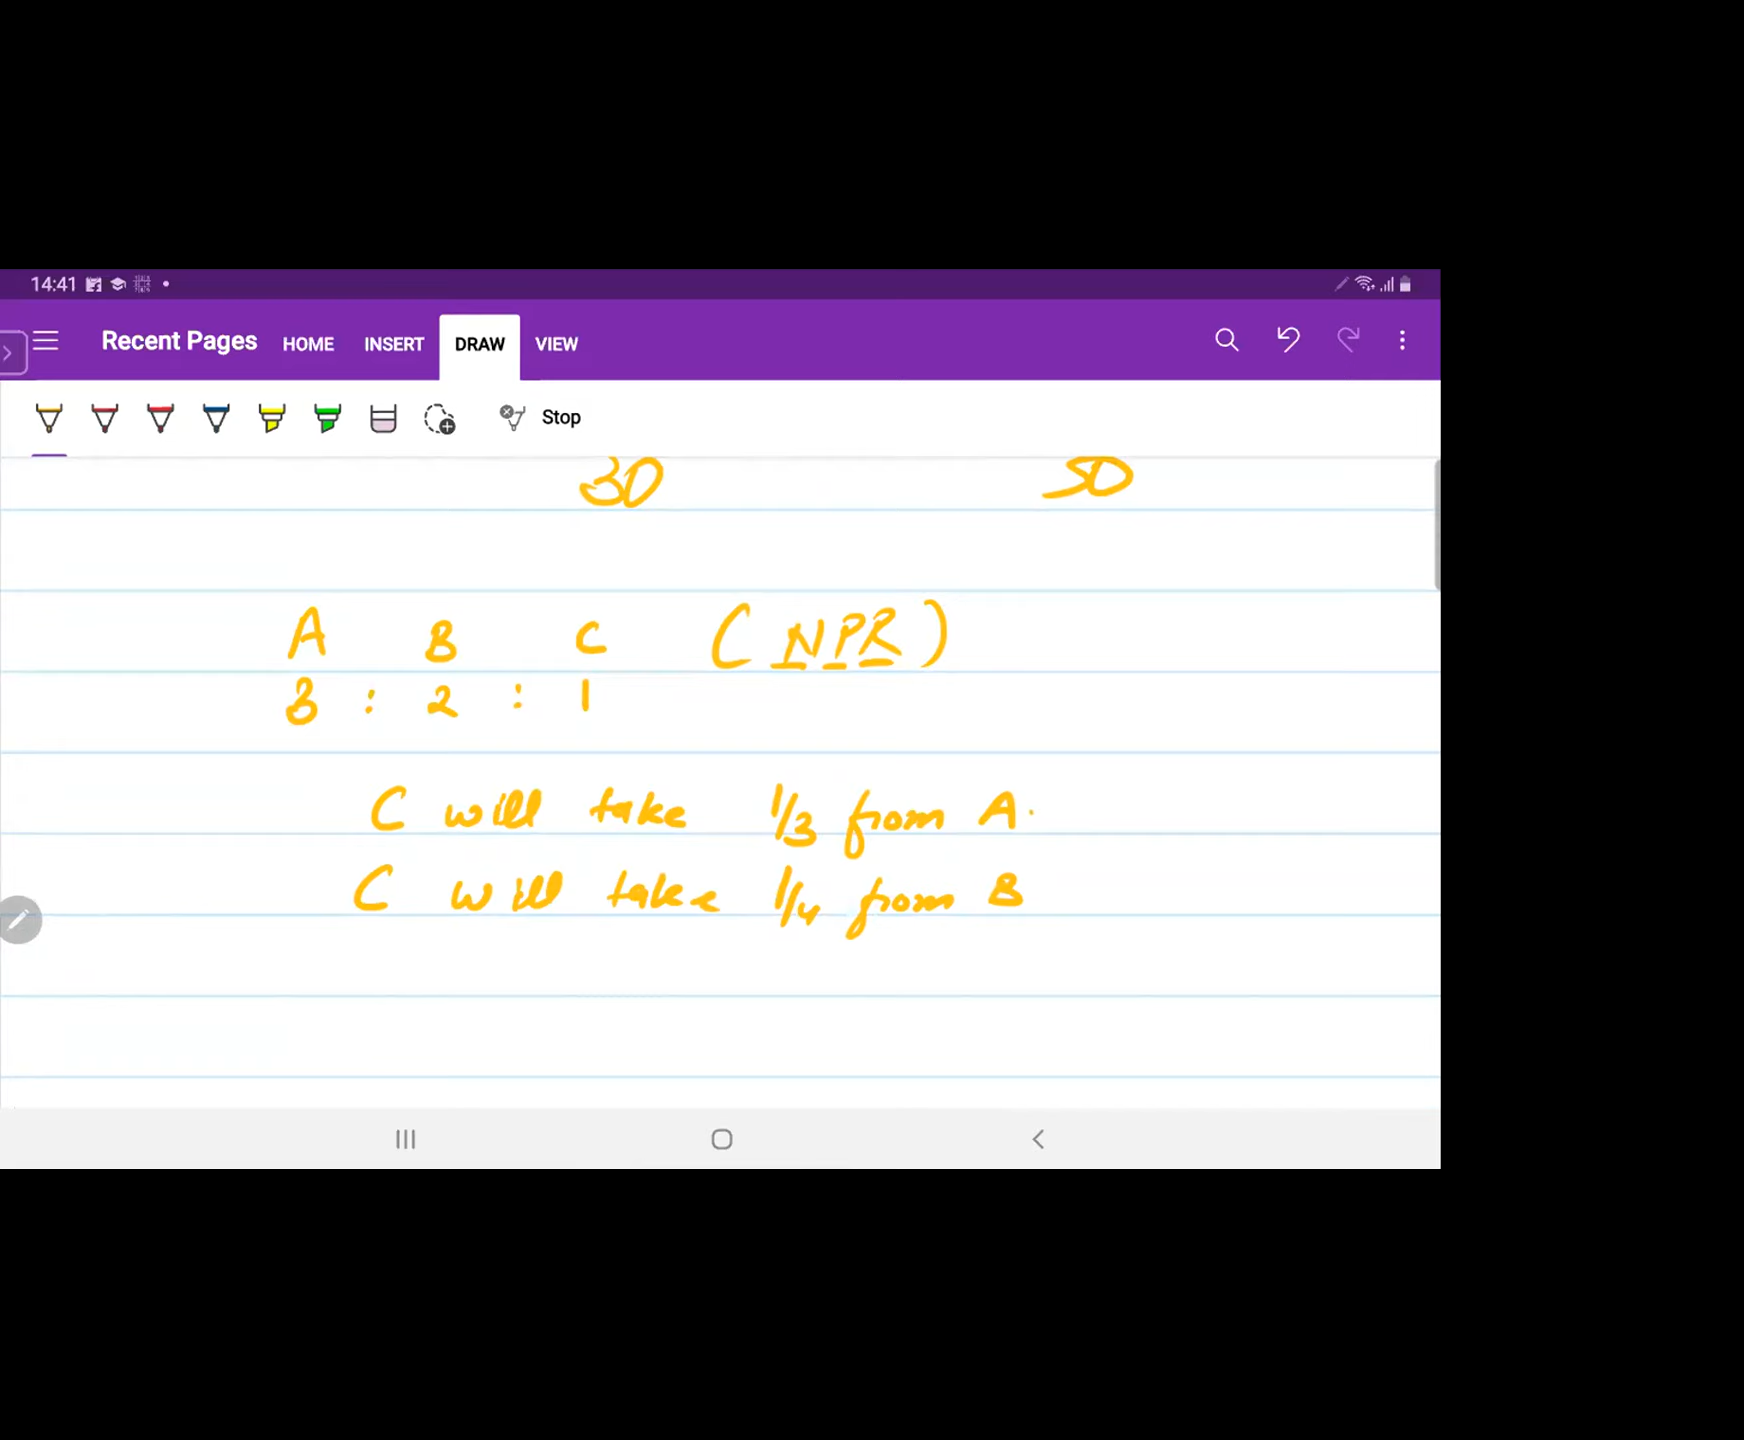 14:41
Recent Pages HOME INSERT DRAW VIEW
Stop
30 50
A B C (NPR)
3 : 2 : 1
C will take 1/3 from A.
C will take 1/4 from B